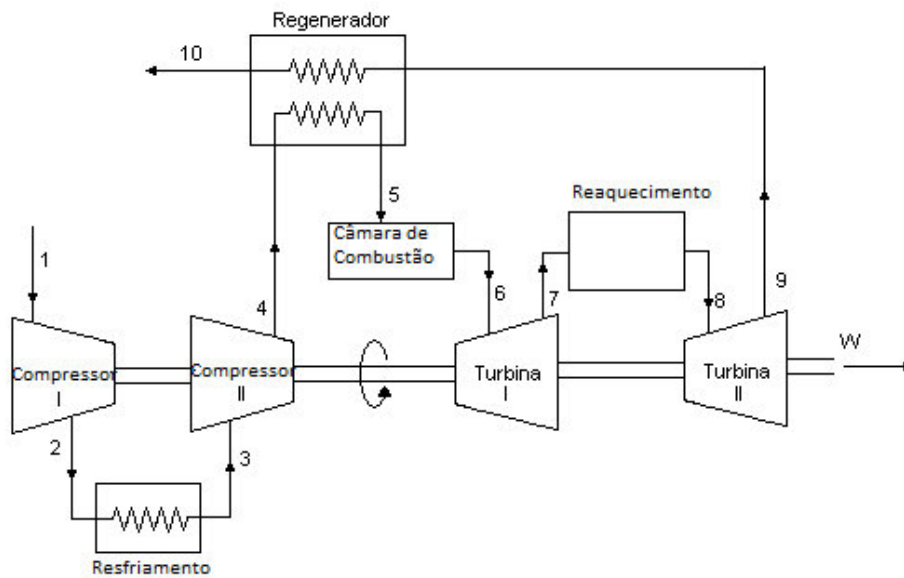 Regenerador
10
5
Reaquecimento
Câmara de
Combustão
1
4
6
7
8
9
Compressor
I
Compressor
II
Turbina
I
Turbina
II
W
2
3
Resfriamento